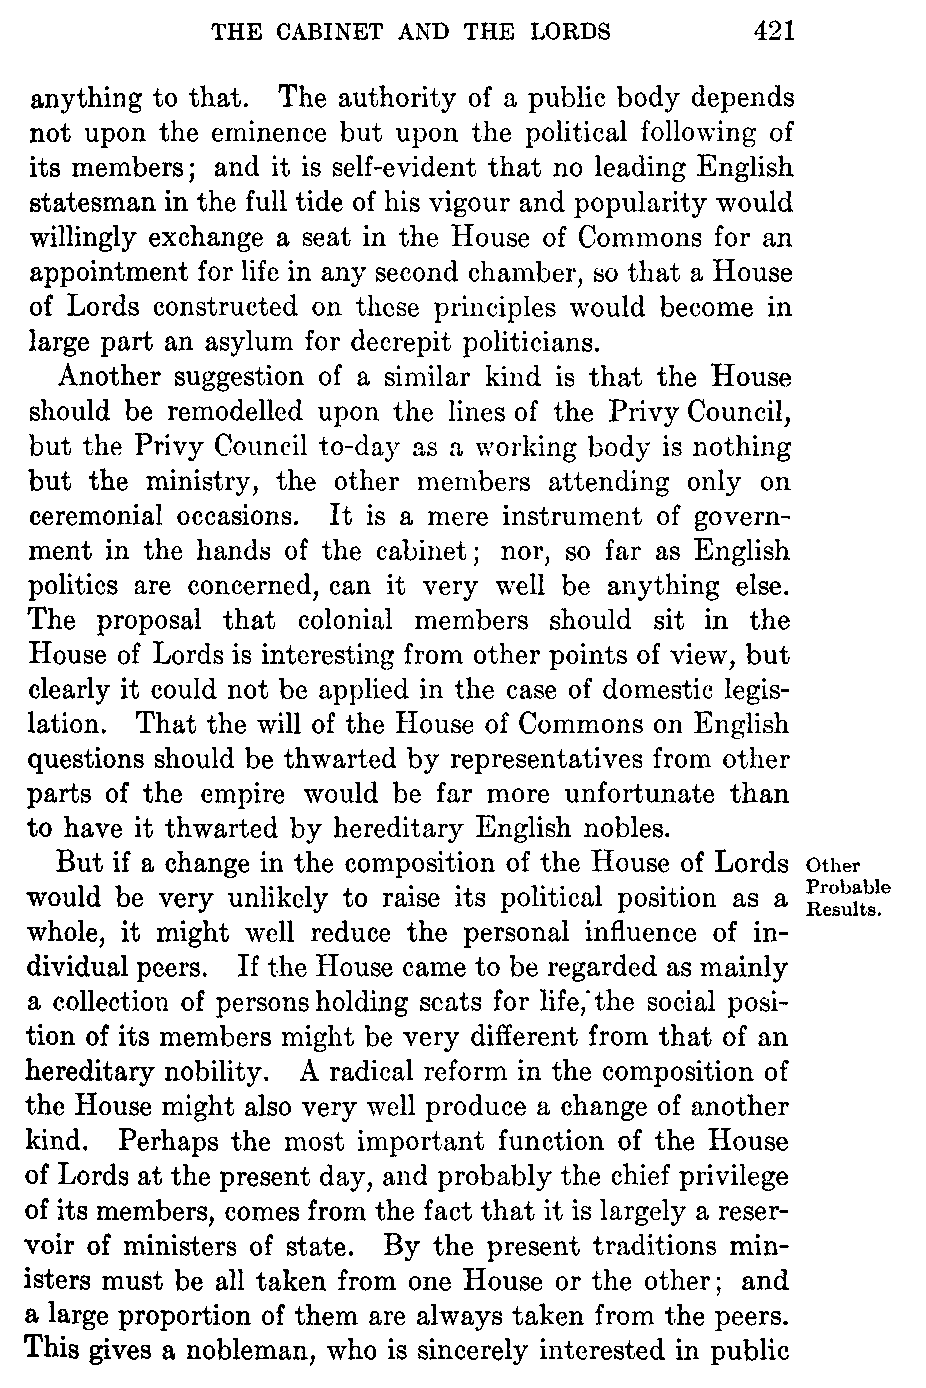 THE CABINET AND THE LORDS 421
anything to that. The authority of a public body depends
not upon the eminence but upon the political following of
its members; and it is self-evident that no leading English
statesman in the full tide of his vigour and popularity would
willingly exchange a seat in the House of Commons for an
appointment for life in any second chamber, so that a House
of Lords constructed on these principles would become in
large part an asylum for decrepit politicians.
Another suggestion of a similar kind is that the House
should be remodelled upon the lines of the Privy Council,
but the Privy Council to-day as a working body is nothing
but the ministry, the other members attending only on
ceremonial occasions. It is a mere instrument of govern-
ment in the hands of the cabinet; nor, so far as English
politics are concerned, can it very well be anything else.
The proposal that colonial members should sit in the
House of Lords is interesting from other points of view, but
clearly it could not be applied in the case of domestic legis-
lation. That the will of the House of Commons on English
questions should be thwarted by representatives from other
parts of the empire would be far more unfortunate than
to have it thwarted by hereditary English nobles.
But if a change in the composition of the House of Lords
would be very unlikely to raise its political position as a
whole, it might well reduce the personal influence of in-
dividual peers. If the House came to be regarded as mainly
a collection of persons holding seats for life, the social posi-
tion of its members might be very different from that of an
hereditary nobility. A radical reform in the composition of
the House might also very well produce a change of another
kind. Perhaps the most important function of the House
of Lords at the present day, and probably the chief privilege
of its members, comes from the fact that it is largely a reser-
voir of ministers of state. By the present traditions min-
isters must be all taken from one House or the other; and
a large proportion of them are always taken from the peers.
This gives a nobleman, who is sincerely interested in public
Other
Probable
Results.